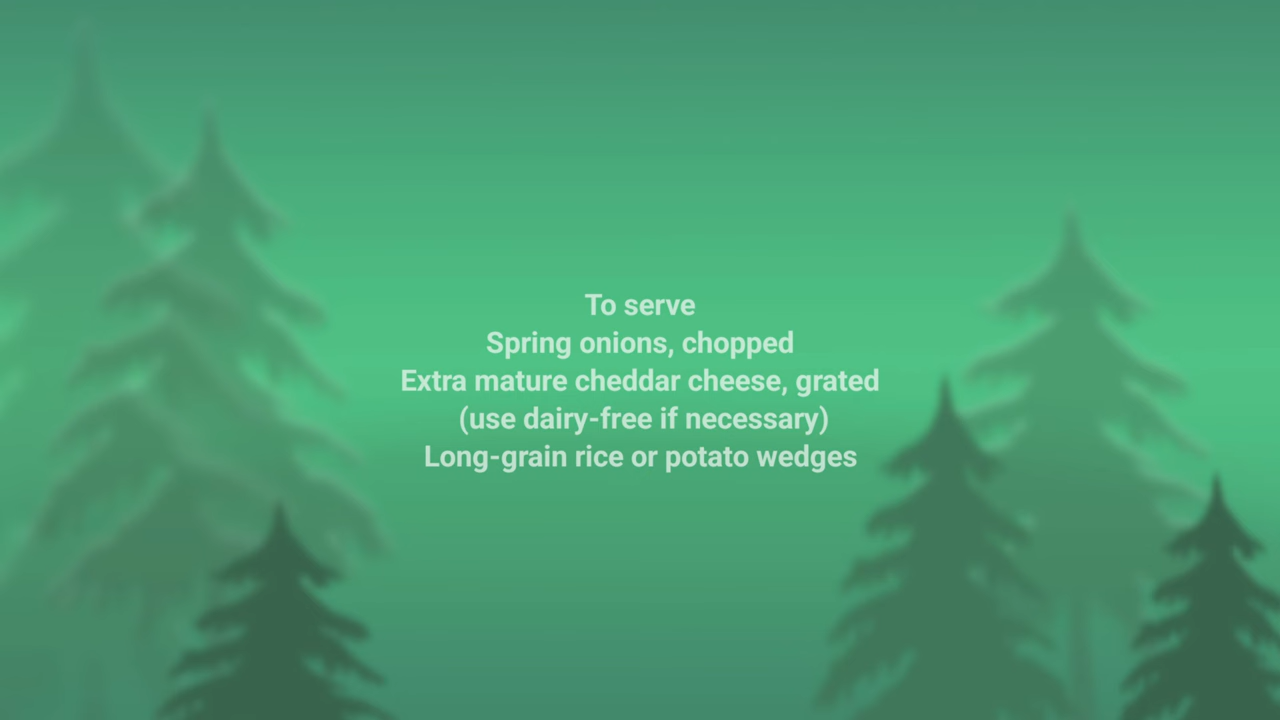 To serve
Spring onions, chopped
Extra mature cheddar cheese, grated
(use dairy-free if necessary)
Long-grain rice or potato wedges